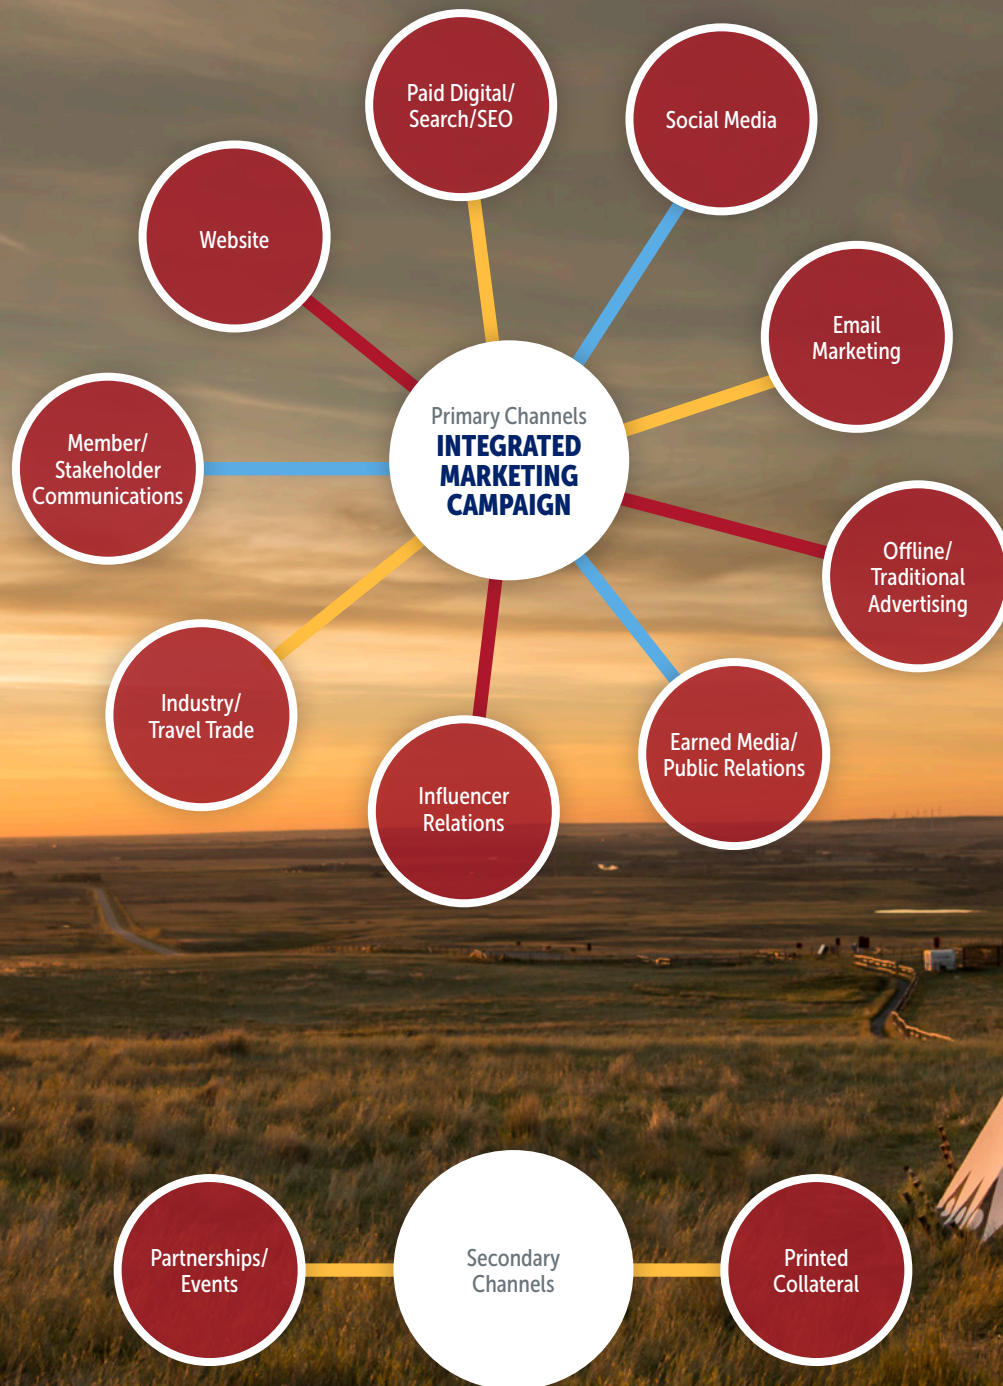 Paid Digital/
Search/SEO
Social Media
Website
Email
Marketing
Primary Channels
INTEGRATED
MARKETING
CAMPAIGN
Member/
Stakeholder
Communications
Offline/
Traditional
Advertising
Industry/
Travel Trade
Earned Media/
Public Relations
Influencer
Relations
Partnerships/
Events
Secondary
Channels
Printed
Collateral